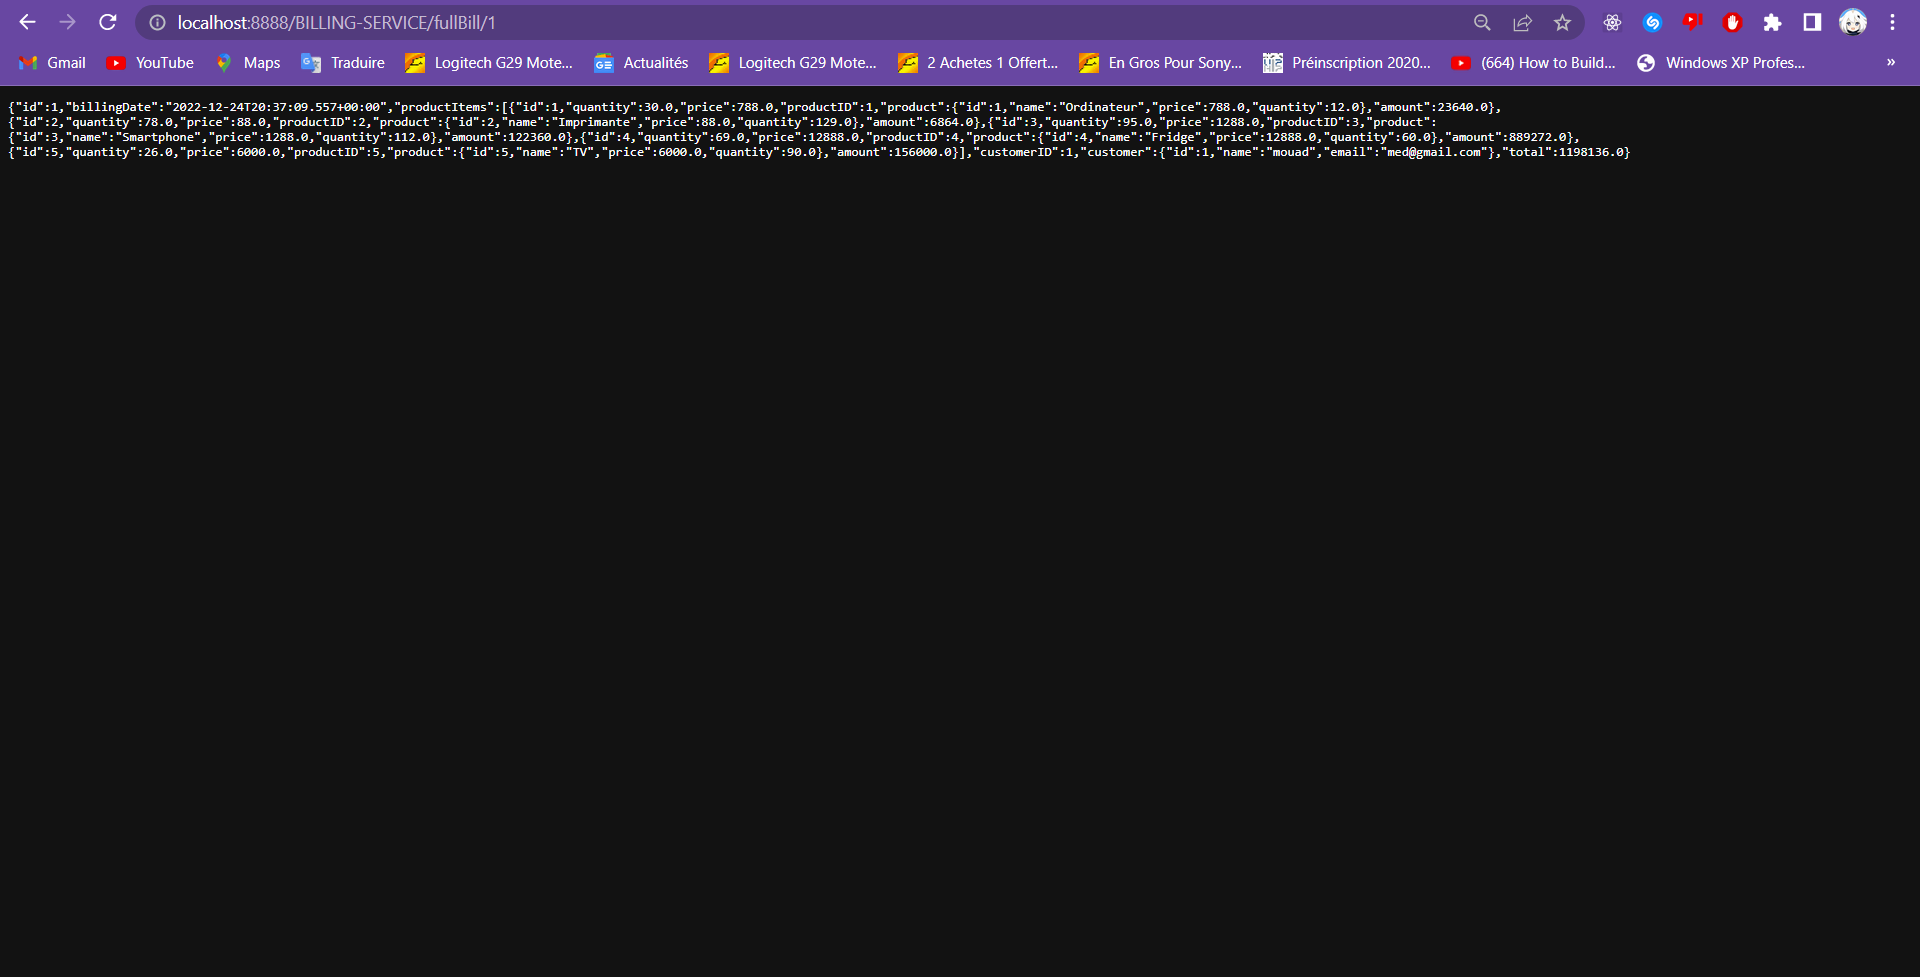 localhost:8888/BILLING-SERVICE/fullBill/1
Gmail YouTube Maps Traduire Logitech G29 Mote... Actualités Logitech G29 Mote... 2 Achetes 1 Offert... En Gros Pour Sony... Préinscription 2020... (664) How to Build... Windows XP Profes... »
{"id":1,"billingDate":"2022-12-24T20:37:09.557+00:00","productItems":[{"id":1,"quantity":30.0,"price":788.0,"productID":1,"product":{"id":1,"name":"Ordinateur","price":788.0,"quantity":12.0},"amount":23640.0},
{"id":2,"quantity":78.0,"price":88.0,"productID":2,"product":{"id":2,"name":"Imprimante","price":88.0,"quantity":129.0},"amount":6864.0},{"id":3,"quantity":95.0,"price":1288.0,"productID":3,"product":
{"id":3,"name":"Smartphone","price":1288.0,"quantity":112.0},"amount":122360.0},{"id":4,"quantity":69.0,"price":12888.0,"productID":4,"product":{"id":4,"name":"Fridge","price":12888.0,"quantity":60.0},"amount":889272.0},
{"id":5,"quantity":26.0,"price":6000.0,"productID":5,"product":{"id":5,"name":"TV","price":6000.0,"quantity":90.0},"amount":156000.0}],"customerID":1,"customer":{"id":1,"name":"mouad","email":"med@gmail.com"},"total":1198136.0}